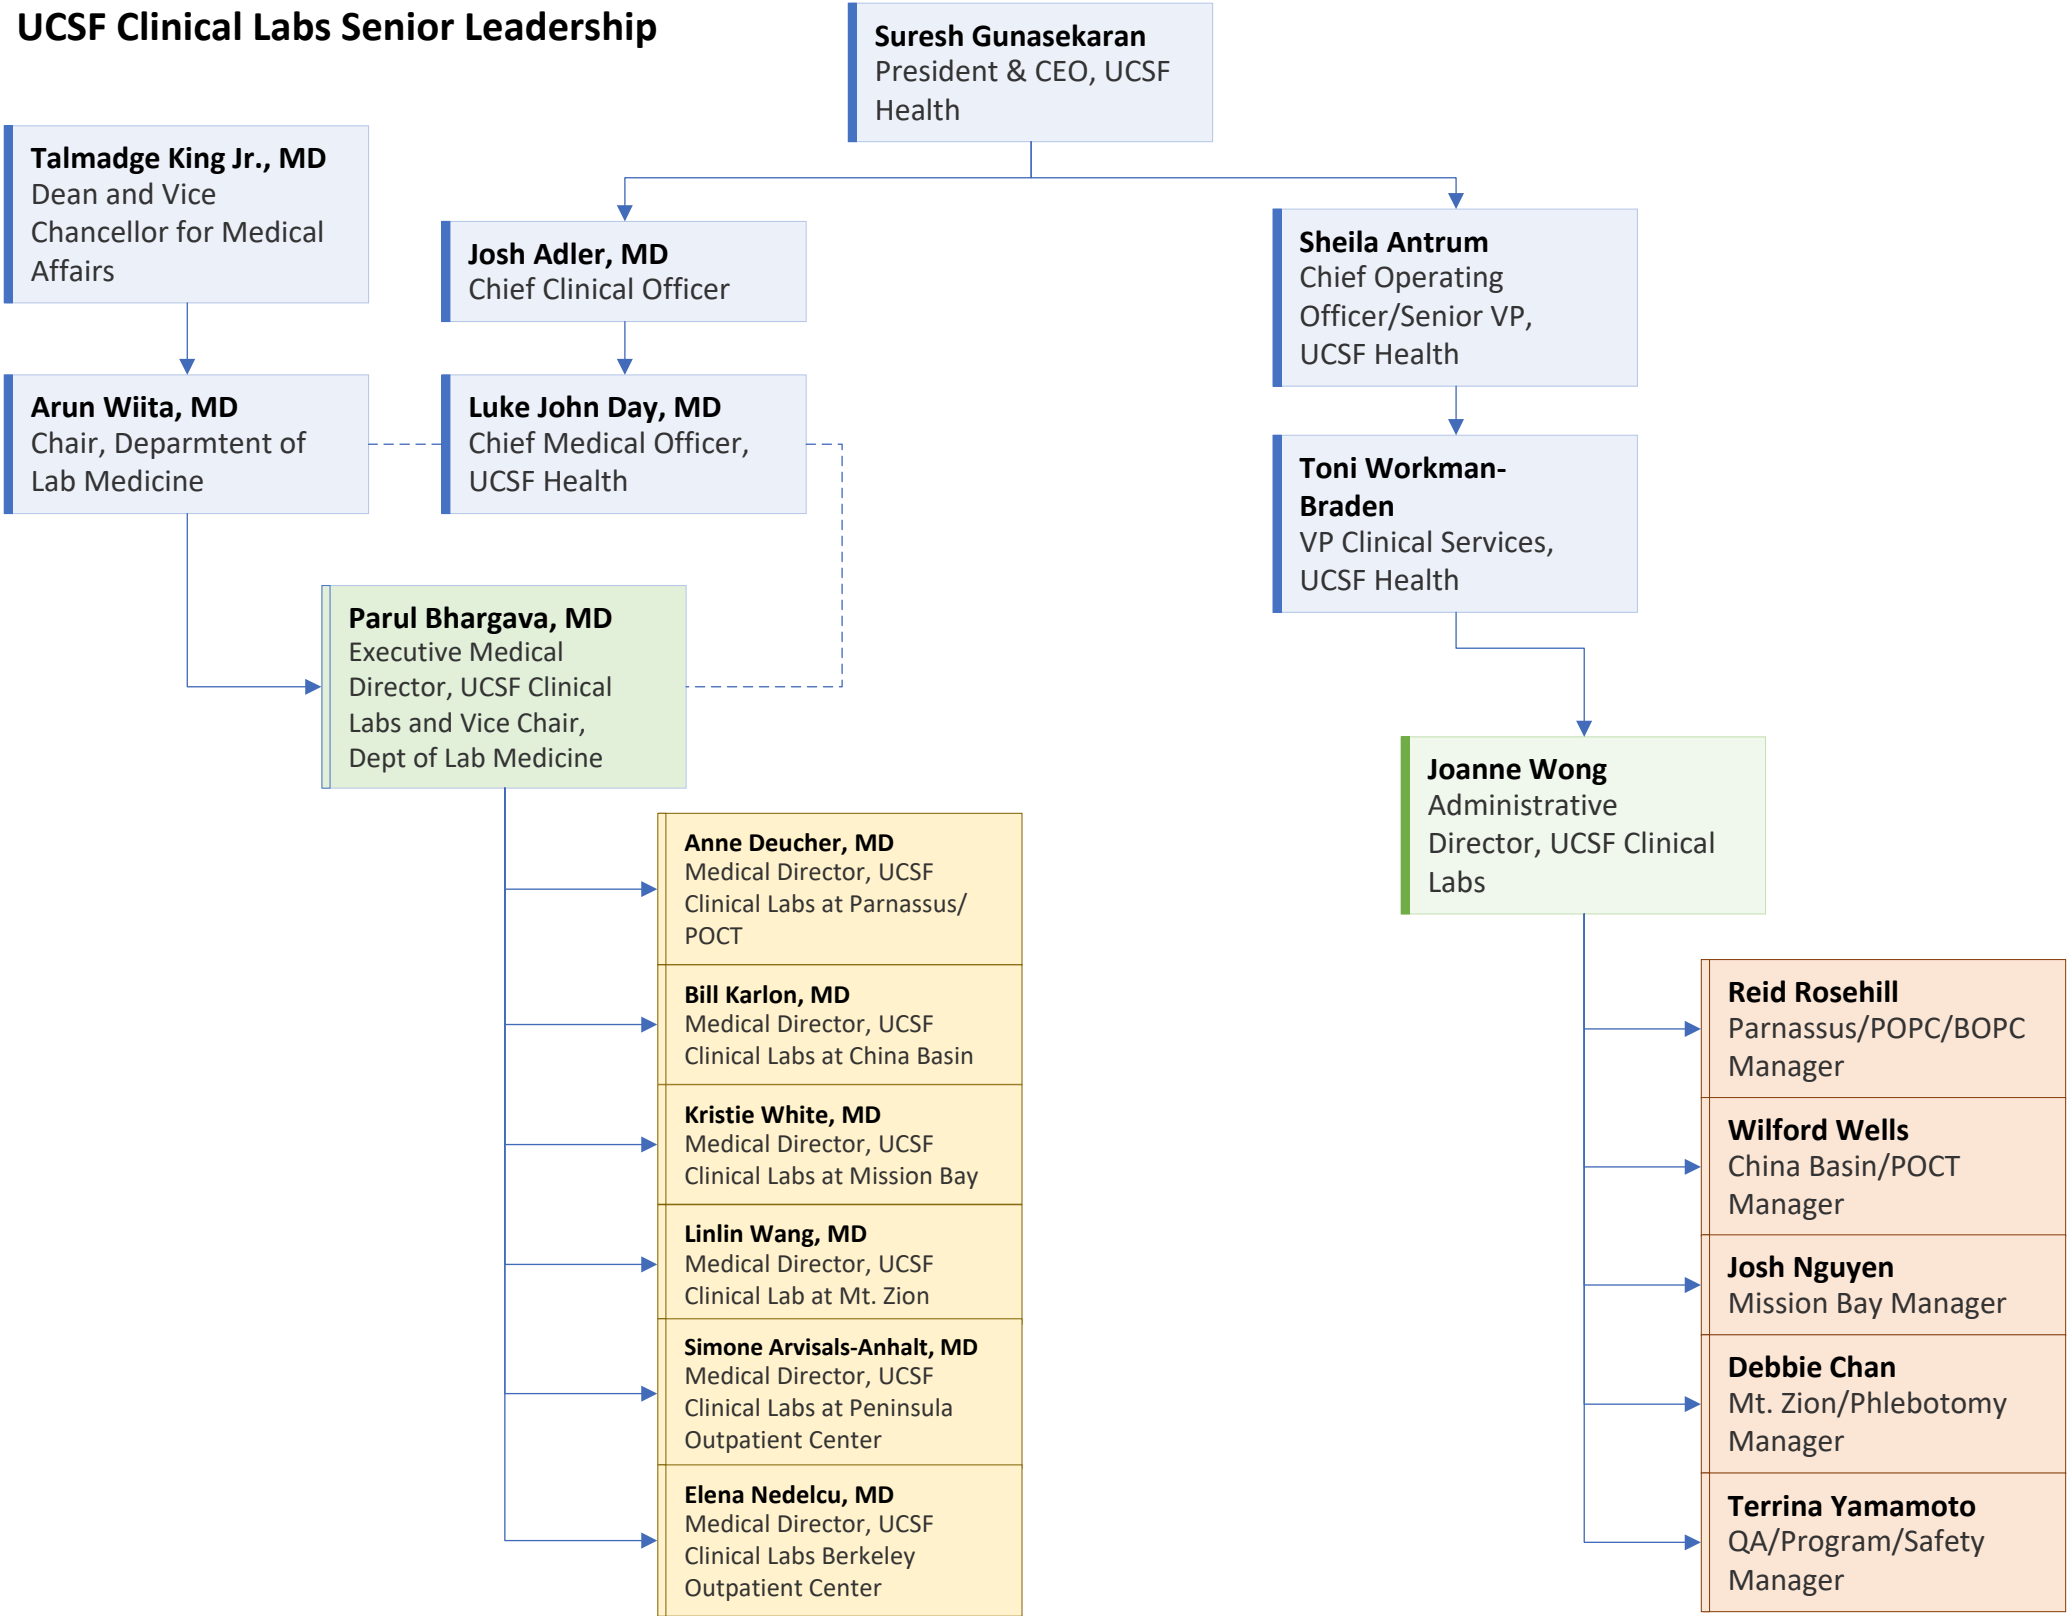 UCSF Clinical Labs Senior Leadership
Suresh Gunasekaran
President & CEO, UCSF
Health
Talmadge King Jr., MD
Dean and Vice
Chancellor for Medical
Affairs
Josh Adler, MD
Chief Clinical Officer
Sheila Antrum
Chief Operating
Officer/Senior VP,
UCSF Health
Arun Wiita, MD
Chair, Deparmtent of
Lab Medicine
Luke John Day, MD
Chief Medical Officer,
UCSF Health
Toni Workman-
Braden
VP Clinical Services,
UCSF Health
Parul Bhargava, MD
Executive Medical
Director, UCSF Clinical
Labs and Vice Chair,
Dept of Lab Medicine
Joanne Wong
Administrative
Director, UCSF Clinical
Labs
Anne Deucher, MD
Medical Director, UCSF
Clinical Labs at Parnassus/
POCT
Bill Karlon, MD
Medical Director, UCSF
Clinical Labs at China Basin
Kristie White, MD
Medical Director, UCSF
Clinical Labs at Mission Bay
Linlin Wang, MD
Medical Director, UCSF
Clinical Lab at Mt. Zion
Simone Arvisals-Anhalt, MD
Medical Director, UCSF
Clinical Labs at Peninsula
Outpatient Center
Elena Nedelcu, MD
Medical Director, UCSF
Clinical Labs Berkeley
Outpatient Center
Reid Rosehill
Parnassus/POPC/BOPC
Manager
Wilford Wells
China Basin/POCT
Manager
Josh Nguyen
Mission Bay Manager
Debbie Chan
Mt. Zion/Phlebotomy
Manager
Terrina Yamamoto
QA/Program/Safety
Manager